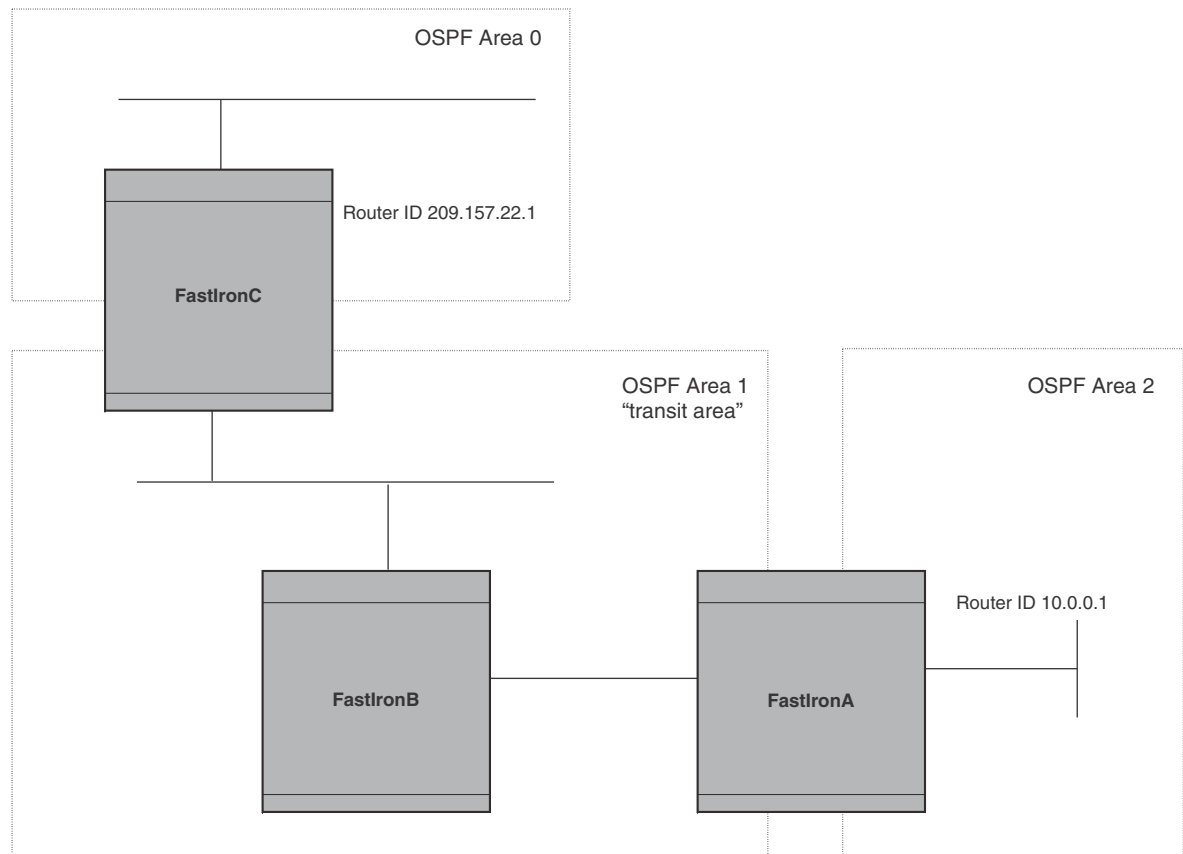 OSPF Area 0
Router ID 209.157.22.1
FastIronC
OSPF Area 1
“transit area”
OSPF Area 2
Router ID 10.0.0.1
FastIronB
FastIronA